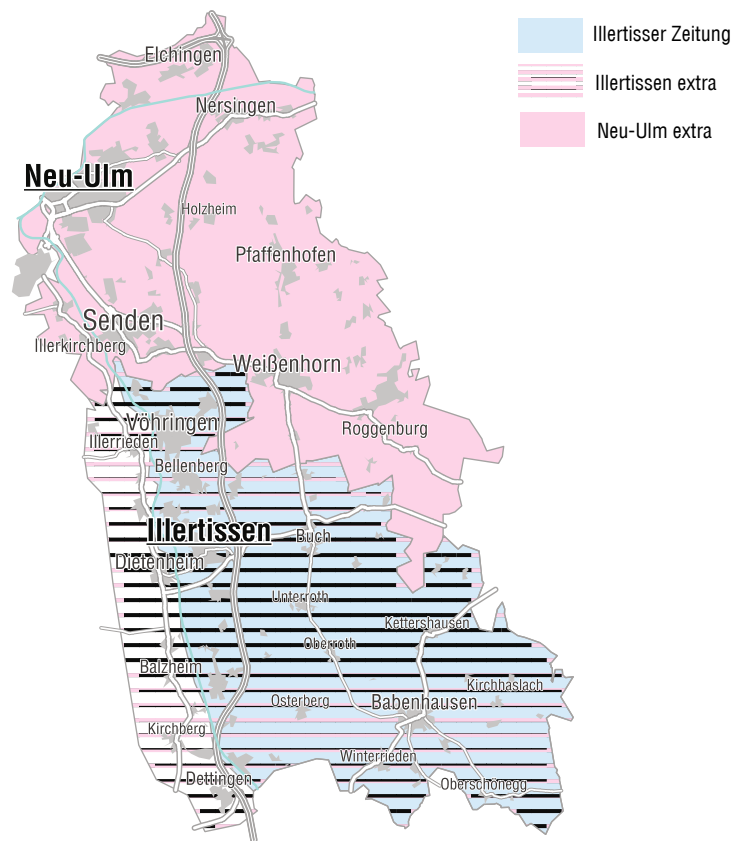 Illertisser Zeitung
Illertissen extra
Neu-Ulm extra
Elchingen
Nersingen
Neu-Ulm
Holzheim
Pfaffenhofen
Senden
Illerkirchberg
Weißenhorn
Vöhringen
Roggenburg
Illerrieden
Bellenberg
Illertissen
Buch
Dietenheim
Unterroth
Kettershausen
Oberroth
Balzheim
Kirchhaslach
Osterberg
Babenhausen
Kirchberg
Winterrieden
Dettingen
Oberschönegg